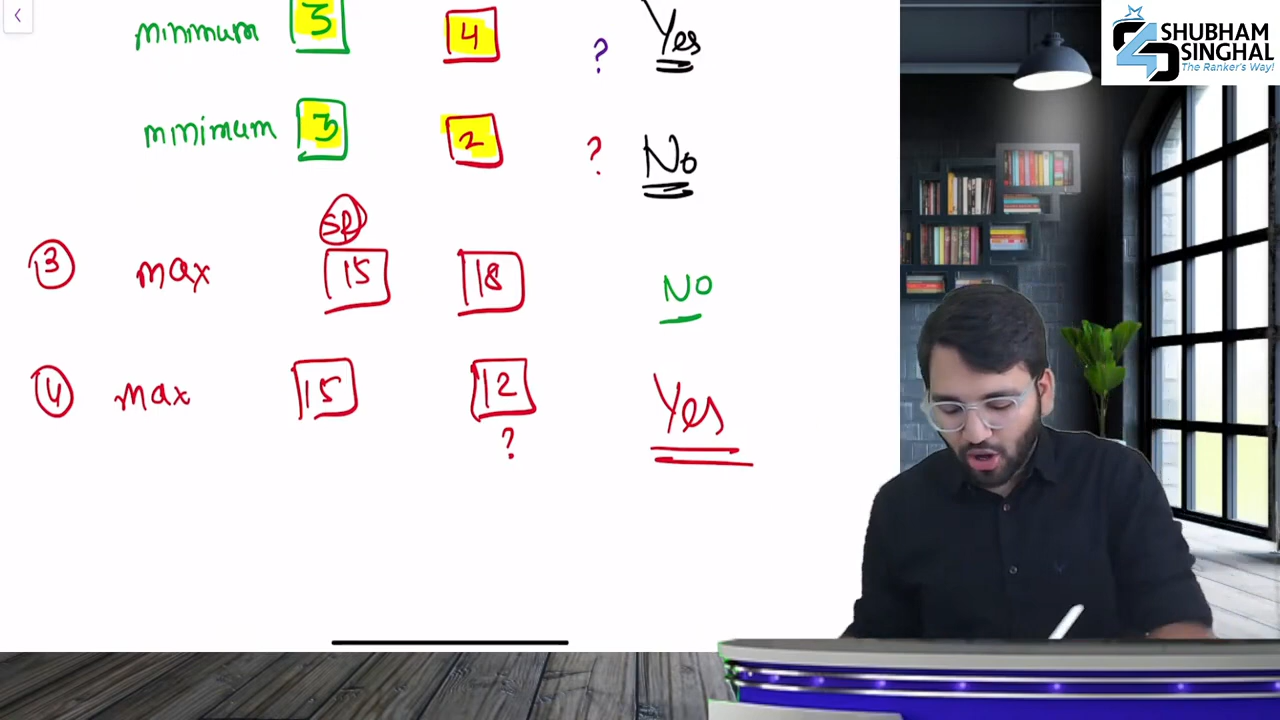 minimum 3 4 ? Yes
minimum 3 2 ? No
SP
3 max 15 18 NO
4 max 15 12 Yes
?
SHUBHAM
SINGHAL
The Ranker's Way!